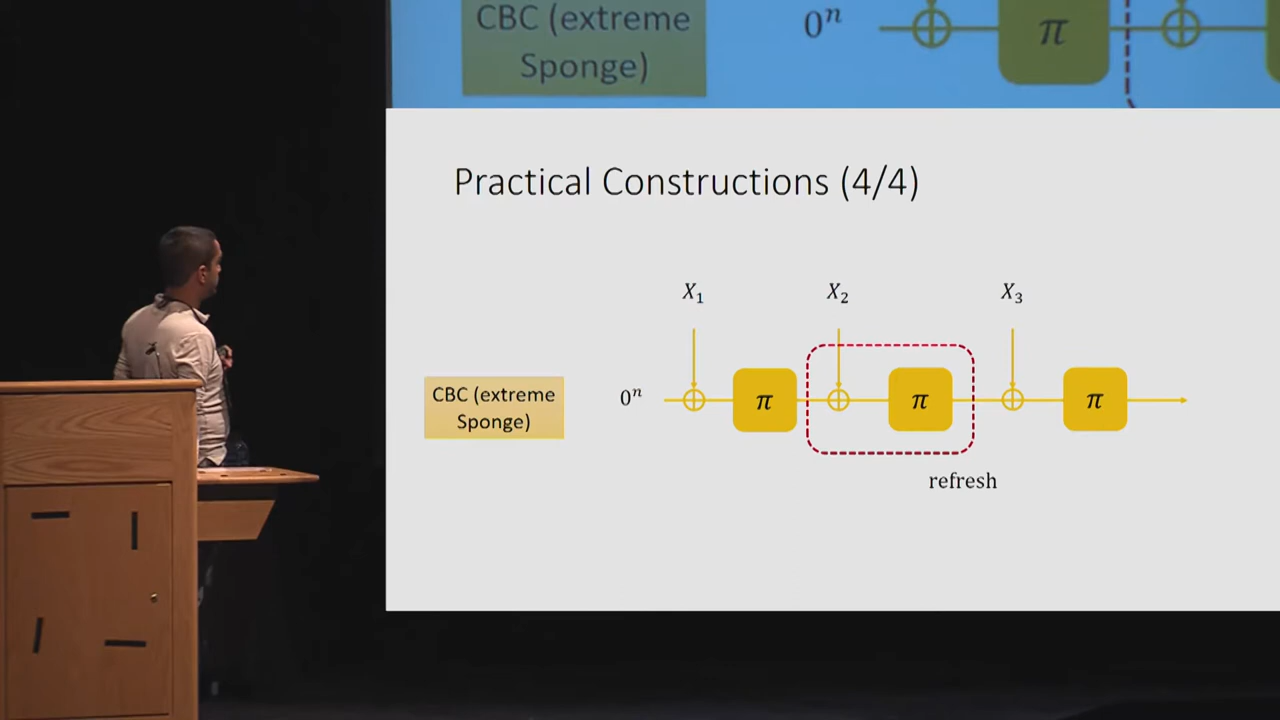 CBC (extreme
Sponge)
0ⁿ
π
Practical Constructions (4/4)
X₁ X₂ X₃
CBC (extreme
Sponge)
0ⁿ
π π π
refresh